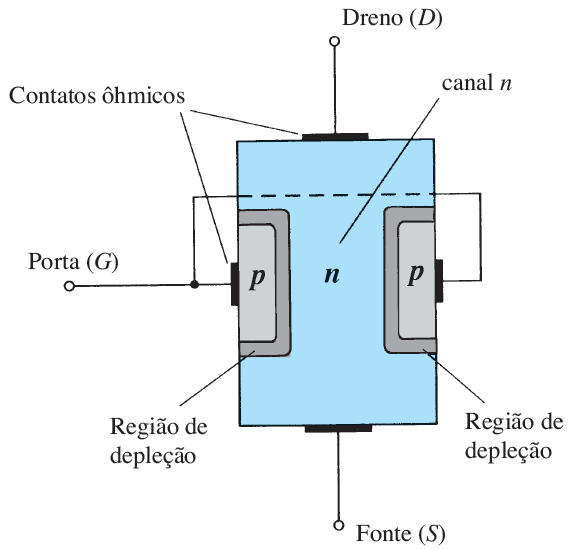 Dreno (D)
canal n
Contatos ôhmicos
Porta (G)
p
n
p
Região de
depleção
Região de
depleção
Fonte (S)